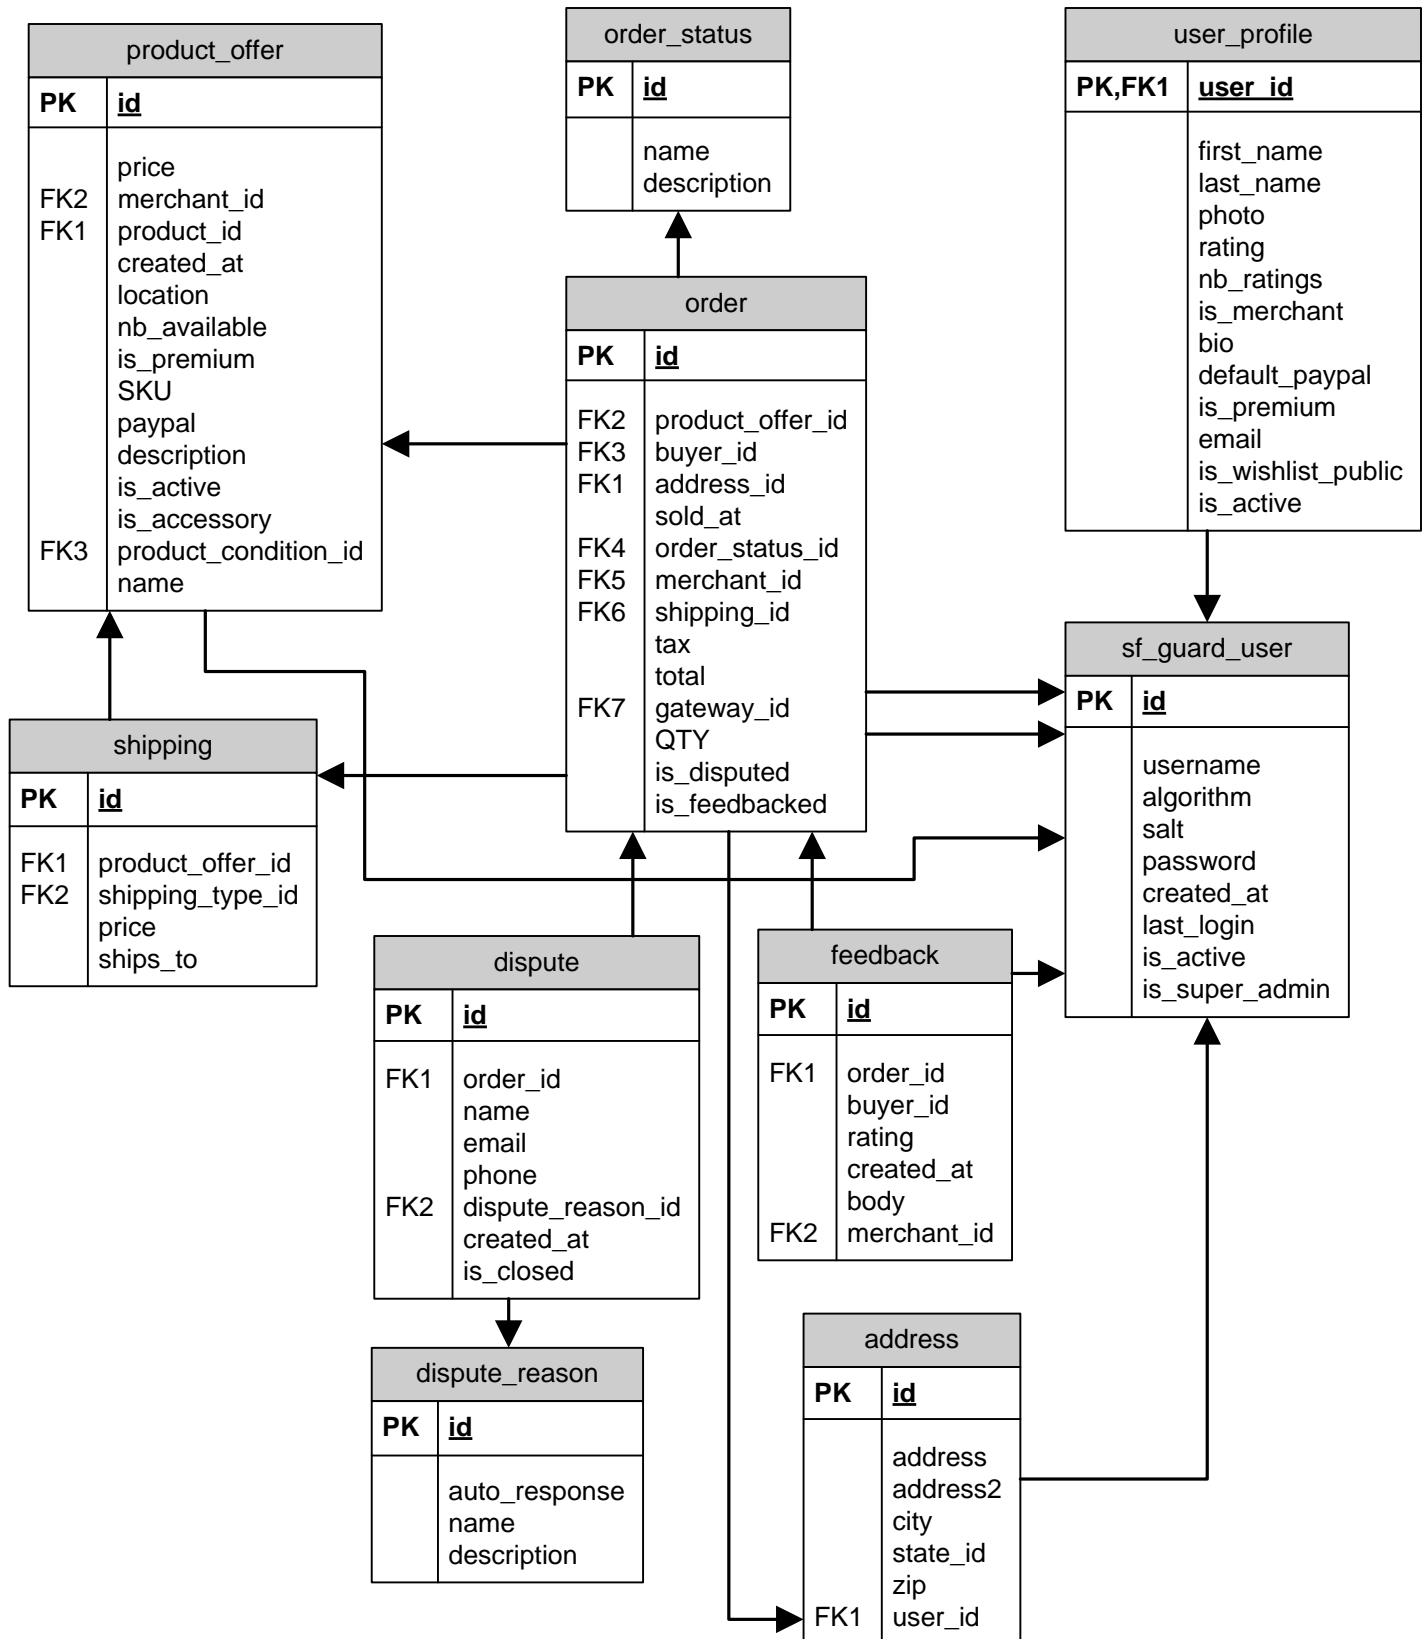 product_offer
PK id
price
FK2 merchant_id
FK1 product_id
created_at
location
nb_available
is_premium
SKU
paypal
description
is_active
is_accessory
FK3 product_condition_id
name
order_status
PK id
name
description
user_profile
PK,FK1 user_id
first_name
last_name
photo
rating
nb_ratings
is_merchant
bio
default_paypal
is_premium
email
is_wishlist_public
is_active
order
PK id
FK2 product_offer_id
FK3 buyer_id
FK1 address_id
sold_at
FK4 order_status_id
FK5 merchant_id
FK6 shipping_id
tax
total
FK7 gateway_id
QTY
is_disputed
is_feedbacked
sf_guard_user
PK id
username
algorithm
salt
password
created_at
last_login
is_active
is_super_admin
shipping
PK id
FK1 product_offer_id
FK2 shipping_type_id
price
ships_to
dispute
PK id
FK1 order_id
name
email
phone
FK2 dispute_reason_id
created_at
is_closed
feedback
PK id
FK1 order_id
buyer_id
rating
created_at
body
FK2 merchant_id
dispute_reason
PK id
auto_response
name
description
address
PK id
address
address2
city
state_id
zip
FK1 user_id